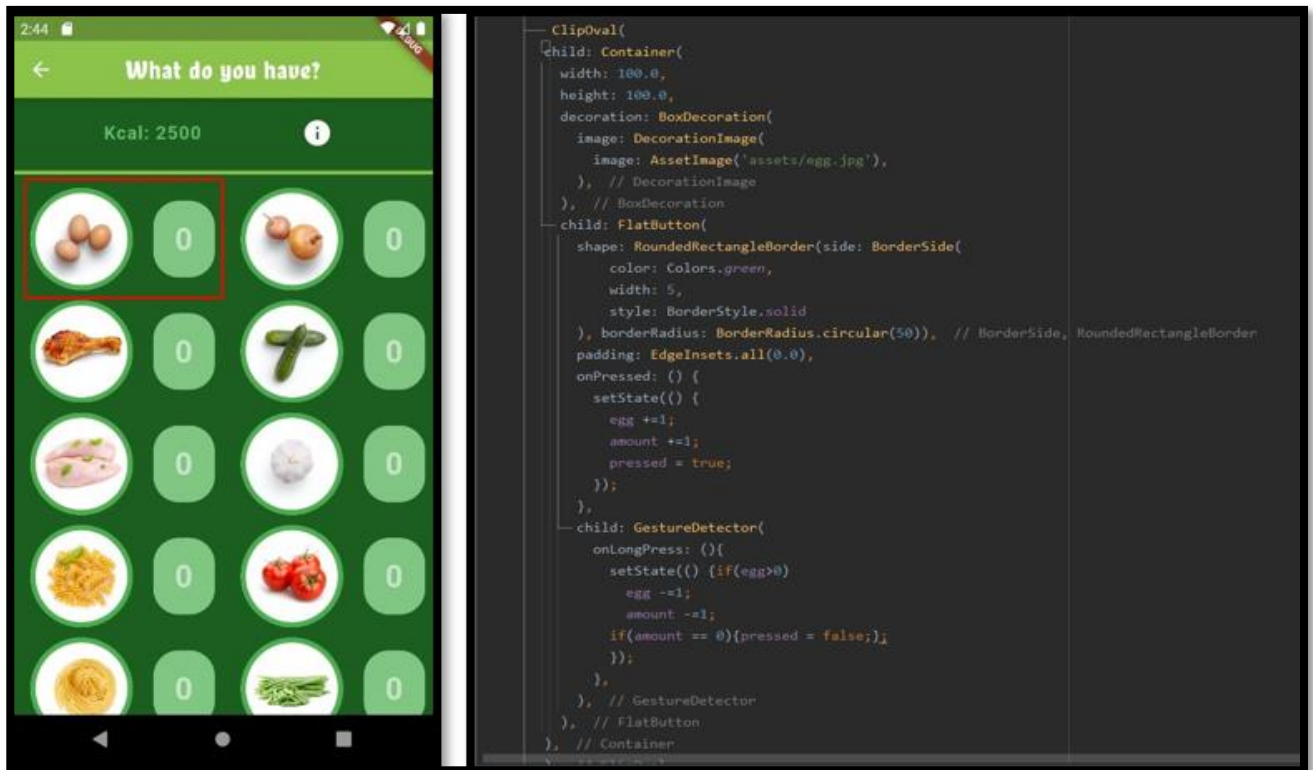 2:44
DEBUG
What do you have?
Kcal: 2500
i
0 0
0 0
0 0
0 0
0 0
ClipOval(
child: Container(
width: 100.0,
height: 100.0,
decoration: BoxDecoration(
image: DecorationImage(
image: AssetImage('assets/egg.jpg'),
), // DecorationImage
), // BoxDecoration
child: FlatButton(
shape: RoundedRectangleBorder(side: BorderSide(
color: Colors.green,
width: 5,
style: BorderStyle.solid
), borderRadius: BorderRadius.circular(50)), // BorderSide, RoundedRectangleBorder
padding: EdgeInsets.all(0.0),
onPressed: () {
setState(() {
egg +=1;
amount +=1;
pressed = true;
});
},
child: GestureDetector(
onLongPress: (){
setState(() {if(egg>0)
egg -=1;
amount -=1;
if(amount == 0){pressed = false;};
});
},
), // GestureDetector
), // FlatButton
), // Container